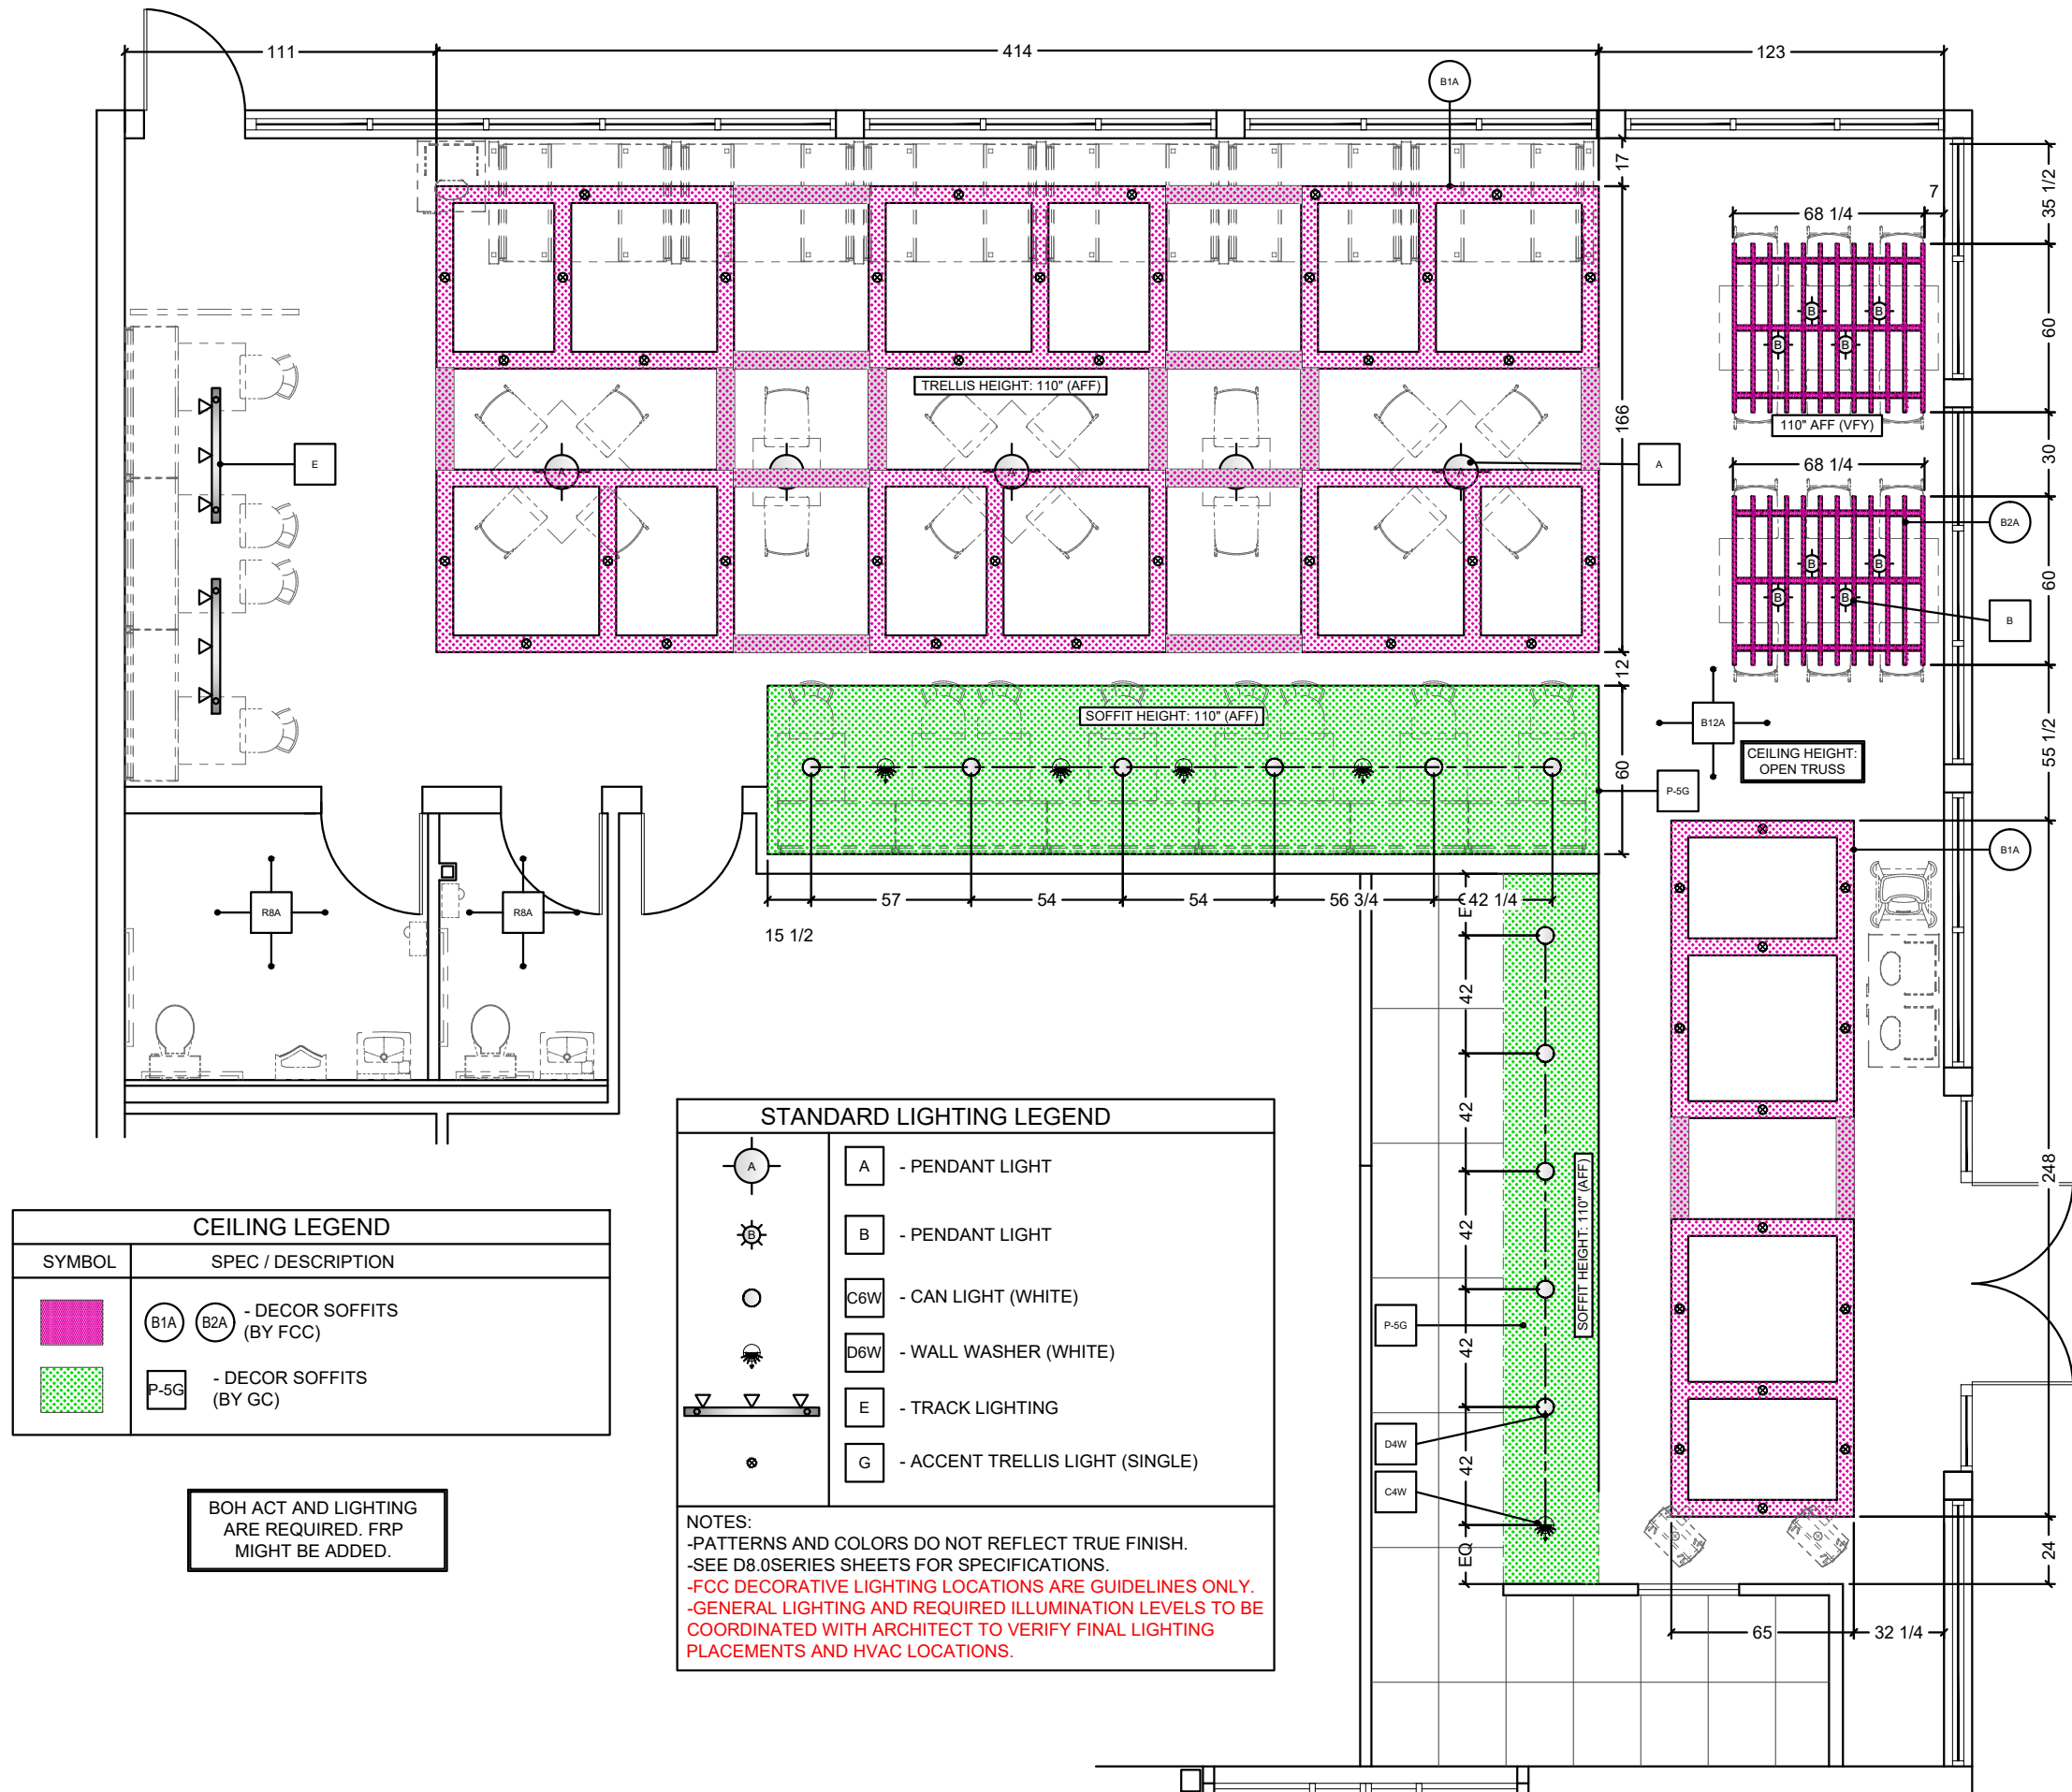 111
414
123
B1A
17
35 1/2
7
68 1/4
60
B
B
B
B
110" AFF (VFY)
TRELLIS HEIGHT: 110" (AFF)
166
30
E
A
A
A
A
68 1/4
B2A
B
B
B
B
60
B
12
SOFFIT HEIGHT: 110" (AFF)
B12A
CEILING HEIGHT:
OPEN TRUSS
55 1/2
60
P-5G
B1A
R8A
R8A
57
54
54
56 3/4
42 1/4
15 1/2
42
42
42
42
42
EQ
SOFFIT HEIGHT: 110" (AFF)
P-5G
D4W
C4W
248
24
65
32 1/4
STANDARD LIGHTING LEGEND
A
A
- PENDANT LIGHT
B
B
- PENDANT LIGHT
C6W
- CAN LIGHT (WHITE)
D6W
- WALL WASHER (WHITE)
E
- TRACK LIGHTING
G
- ACCENT TRELLIS LIGHT (SINGLE)
NOTES:
-PATTERNS AND COLORS DO NOT REFLECT TRUE FINISH.
-SEE D8.0SERIES SHEETS FOR SPECIFICATIONS.
-FCC DECORATIVE LIGHTING LOCATIONS ARE GUIDELINES ONLY.
-GENERAL LIGHTING AND REQUIRED ILLUMINATION LEVELS TO BE
COORDINATED WITH ARCHITECT TO VERIFY FINAL LIGHTING
PLACEMENTS AND HVAC LOCATIONS.
CEILING LEGEND
SYMBOL
SPEC / DESCRIPTION
B1A
B2A
- DECOR SOFFITS
(BY FCC)
P-5G
- DECOR SOFFITS
(BY GC)
BOH ACT AND LIGHTING
ARE REQUIRED. FRP
MIGHT BE ADDED.